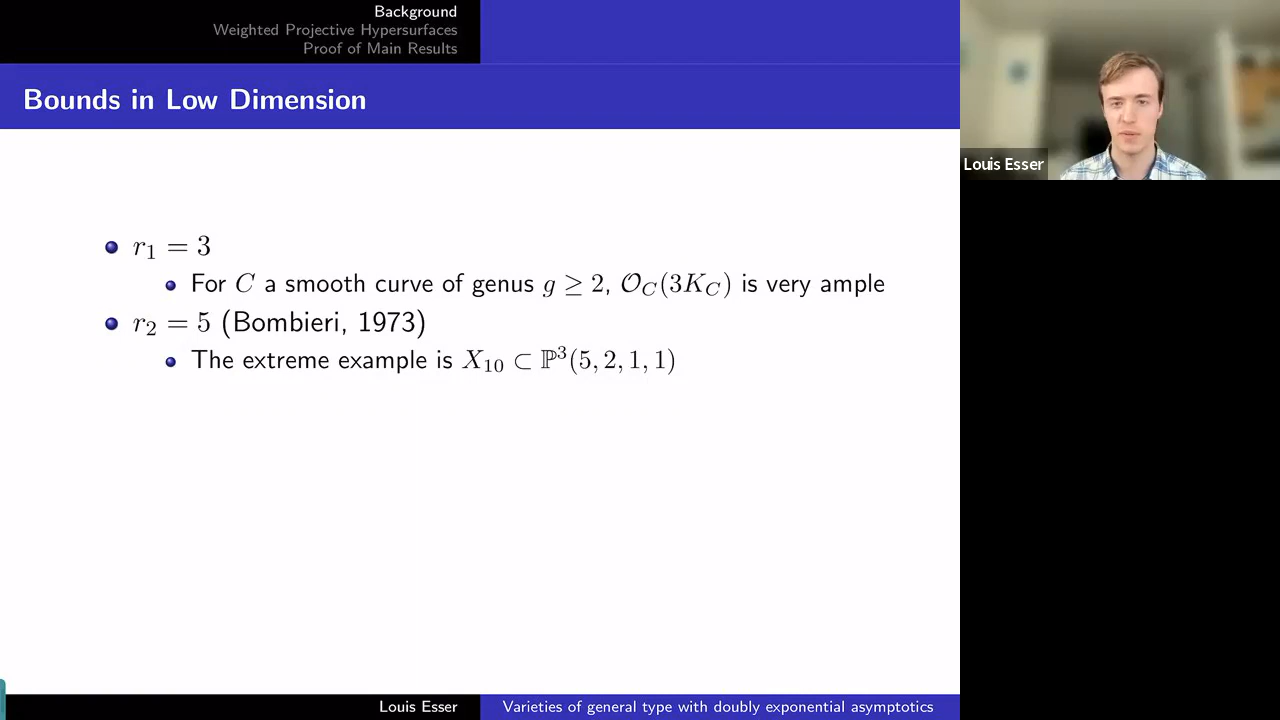 Background
Weighted Projective Hypersurfaces
Proof of Main Results
Bounds in Low Dimension
r₁ = 3
For C a smooth curve of genus g ≥ 2, 𝒪_C(3K_C) is very ample
r₂ = 5 (Bombieri, 1973)
The extreme example is X₁₀ ⊂ ℙ³(5, 2, 1, 1)
Louis Esser
Louis Esser
Varieties of general type with doubly exponential asymptotics